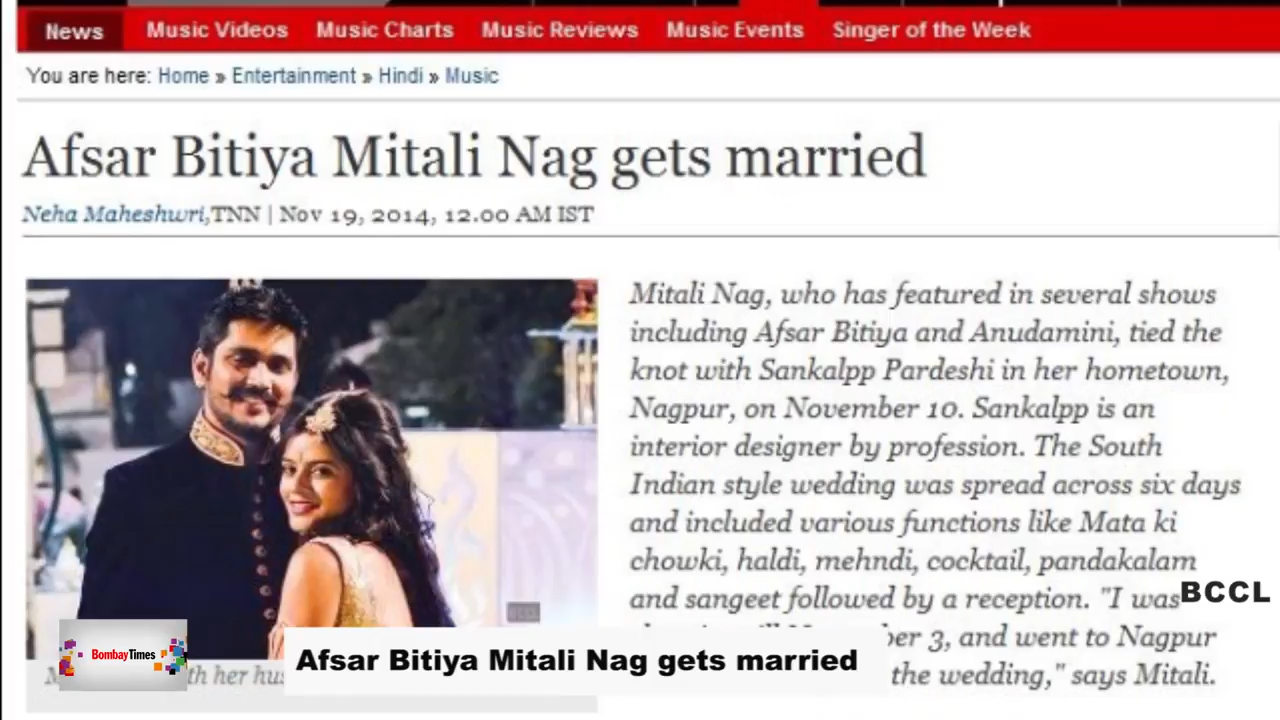 News Music Videos Music Charts Music Reviews Music Events Singer of the Week
You are here: Home » Entertainment » Hindi » Music
Afsar Bitiya Mitali Nag gets married
Neha Maheshwri,TNN | Nov 19, 2014, 12.00 AM IST
Mitali Nag, who has featured in several shows
including Afsar Bitiya and Anudamini, tied the
knot with Sankalpp Pardeshi in her hometown,
Nagpur, on November 10. Sankalpp is an
interior designer by profession. The South
Indian style wedding was spread across six days
and included various functions like Mata ki
chowki, haldi, mehndi, cocktail, pandakalam
and sangeet followed by a reception. "I was
3, and went to Nagpur
the wedding," says Mitali.
her
BCCL
BCCL
BombayTimes
Afsar Bitiya Mitali Nag gets married